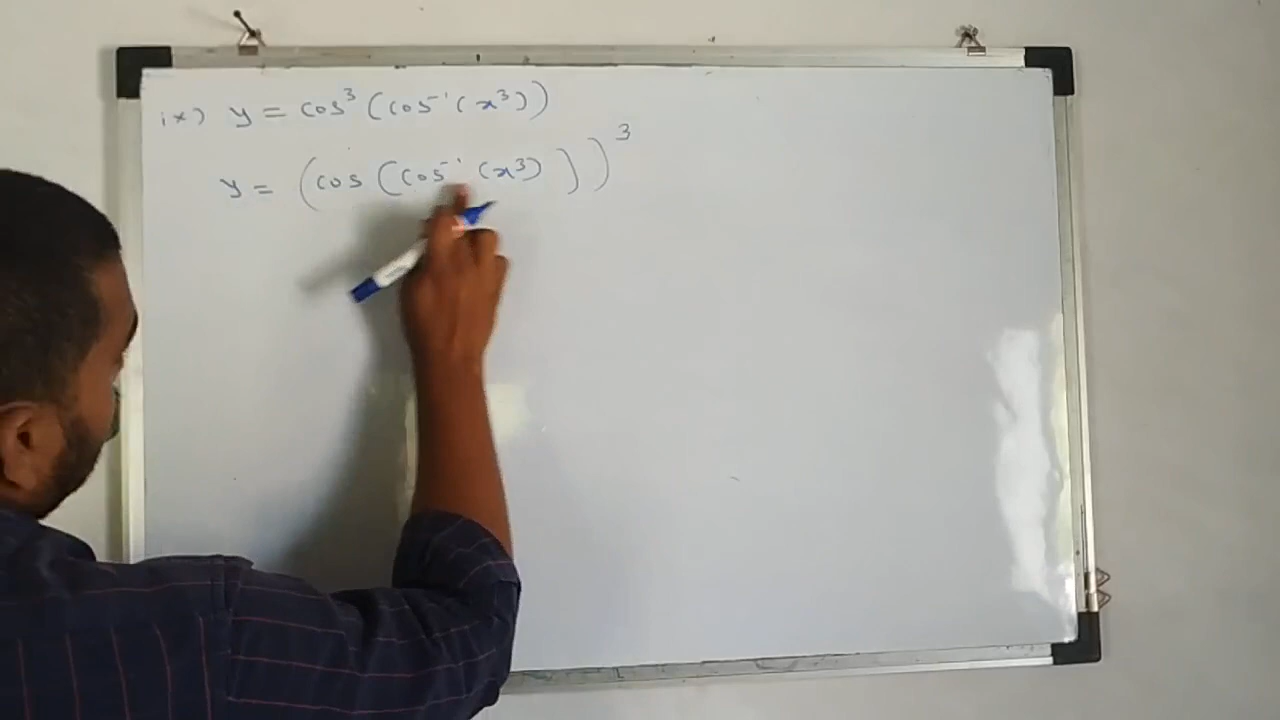 ix) y = cos³ (cos⁻¹ (x³))
y = (cos (cos⁻¹ (x³)))³